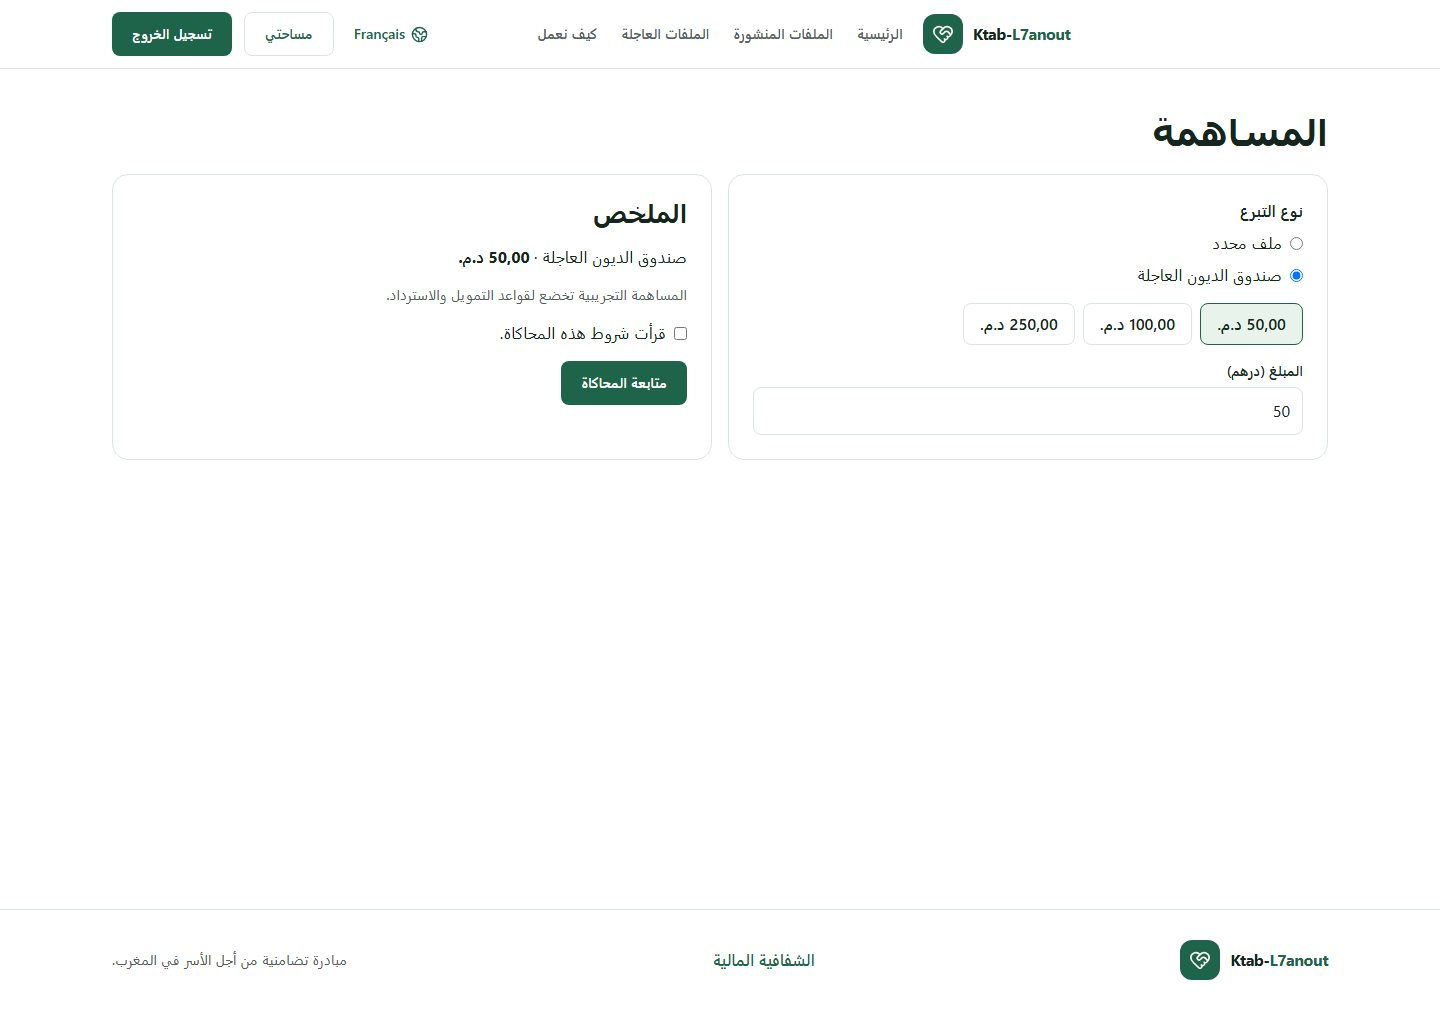 Ktab-L7anout
الرئيسية
الملفات المنشورة
الملفات العاجلة
كيف نعمل
Français
مساحتي
تسجيل الخروج
المساهمة
نوع التبرع
ملف محدد
صندوق الديون العاجلة
50,00 د.م.
100,00 د.م.
250,00 د.م.
المبلغ (درهم)
50
الملخص
صندوق الديون العاجلة · 50,00 د.م.
المساهمة التجريبية تخضع لقواعد التمويل والاسترداد.
قرأت شروط هذه المحاكاة.
متابعة المحاكاة
Ktab-L7anout
الشفافية المالية
مبادرة تضامنية من أجل الأسر في المغرب.